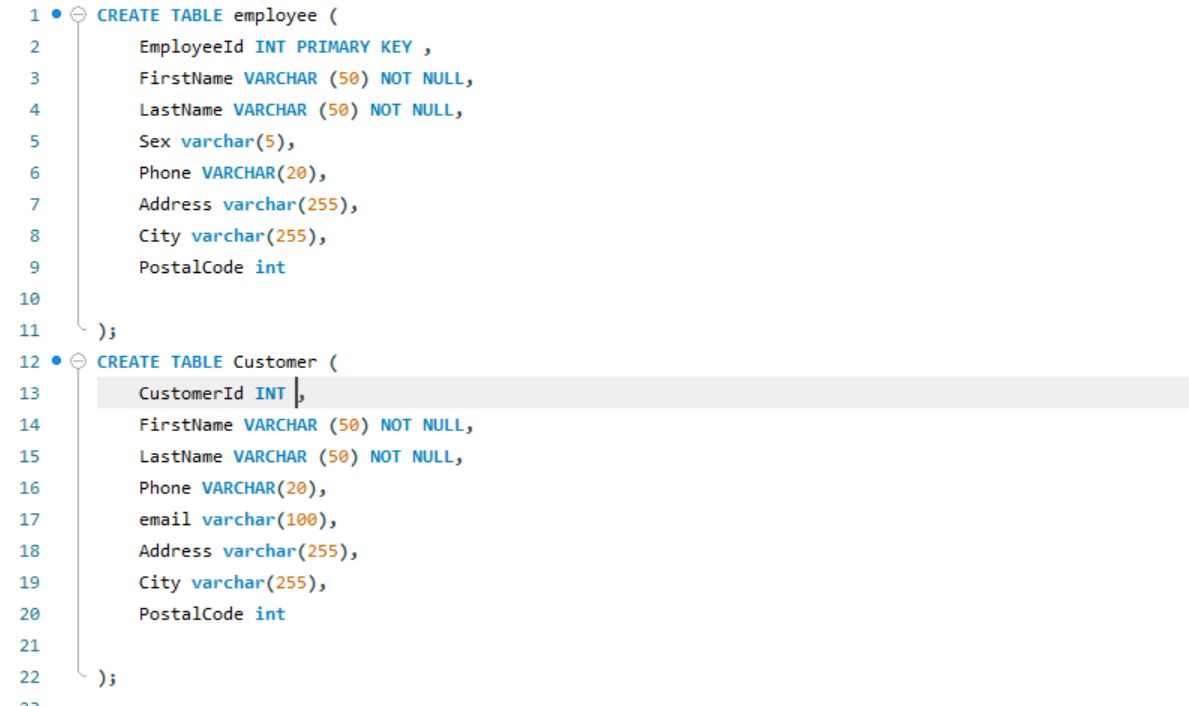 1 CREATE TABLE employee (
2 EmployeeId INT PRIMARY KEY ,
3 FirstName VARCHAR (50) NOT NULL,
4 LastName VARCHAR (50) NOT NULL,
5 Sex varchar(5),
6 Phone VARCHAR(20),
7 Address varchar(255),
8 City varchar(255),
9 PostalCode int
10
11 );
12 CREATE TABLE Customer (
13 CustomerId INT ,
14 FirstName VARCHAR (50) NOT NULL,
15 LastName VARCHAR (50) NOT NULL,
16 Phone VARCHAR(20),
17 email varchar(100),
18 Address varchar(255),
19 City varchar(255),
20 PostalCode int
21
22 );